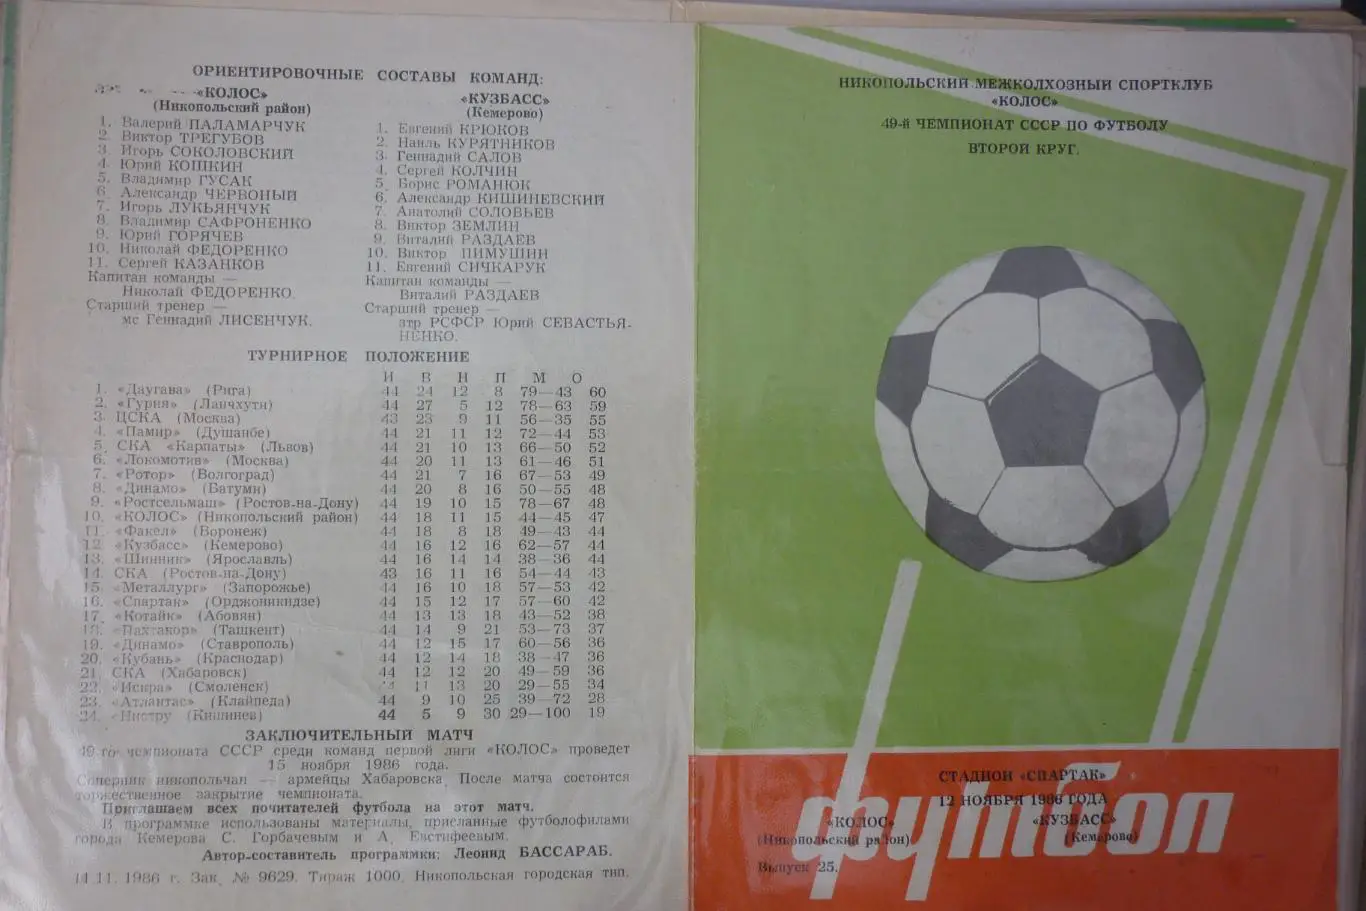 ОРИЕНТИРОВОЧНЫЕ СОСТАВЫ КОМАНД:
«КОЛОС»
(Никопольский район)
1. Валерий ПАЛАМАРЧУК
2. Виктор ТРЕГУБОВ
3. Игорь СОКОЛОВСКИЙ
4. Юрий КОШКИН
5. Владимир ГУСАК
6. Александр ЧЕРВОНЫЙ
7. Игорь ЛУКЬЯНЧУК
8. Владимир САФРОНЕНКО
9. Юрий ГОРЯЧЕВ
10. Николай ФЕДОРЕНКО
11. Сергей КАЗАНКОВ
Капитан команды —
Николай ФЕДОРЕНКО.
Старший тренер —
мс Геннадий ЛИСЕНЧУК.
«КУЗБАСС»
(Кемерово)
1. Евгений КРЮКОВ
2. Наиль КУРЯТНИКОВ
3. Геннадий САЛОВ
4. Сергей КОЛЧИН
5. Борис РОМАНЮК
6. Александр КИШИНЕВСКИЙ
7. Анатолий СОЛОВЬЕВ
8. Виктор ЗЕМЛИН
9. Виталий РАЗДАЕВ
10. Виктор ПИМУШИН
11. Евгений СИЧКАРУК
Капитан команды —
Виталий РАЗДАЕВ
Старший тренер —
зтр РСФСР Юрий СЕВАСТЬЯ-
НЕНКО.
ТУРНИРНОЕ ПОЛОЖЕНИЕ
И В Н П М О
1. «Даугава» (Рига) 44 24 12 8 79—43 60
2. «Гурия» (Ланчхути) 44 27 5 12 78—63 59
3. ЦСКА (Москва) 43 23 9 11 56—35 55
4. «Памир» (Душанбе) 44 21 11 12 72—44 53
5. СКА «Карпаты» (Львов) 44 21 10 13 66—50 52
6. «Локомотив» (Москва) 44 20 11 13 61—46 51
7. «Ротор» (Волгоград) 44 21 7 16 67—53 49
8. «Динамо» (Батуми) 44 20 8 16 50—55 48
9. «Ростсельмаш» (Ростов-на-Дону) 44 19 10 15 78—67 48
10. «КОЛОС» (Никопольский район) 44 18 11 15 44—45 47
11. «Факел» (Воронеж) 44 18 8 18 49—43 44
12. «Кузбасс» (Кемерово) 44 16 12 16 62—57 44
13. «Шинник» (Ярославль) 44 16 14 14 38—36 44
14. СКА (Ростов-на-Дону) 43 16 11 16 54—44 43
15. «Металлург» (Запорожье) 44 16 10 18 57—53 42
16. «Спартак» (Орджоникидзе) 44 15 12 17 57—60 42
17. «Котайк» (Абовян) 44 13 13 18 43—52 38
18. «Пахтакор» (Ташкент) 44 14 9 21 53—73 37
19. «Динамо» (Ставрополь) 44 12 15 17 60—56 36
20. «Кубань» (Краснодар) 44 12 14 18 38—47 36
21. СКА (Хабаровск) 44 12 12 20 49—59 36
22. «Искра» (Смоленск) 44 11 13 20 29—55 34
23. «Атлантас» (Клайпеда) 44 9 10 25 39—72 28
24. «Нистру» (Кишинев) 44 5 9 30 29—100 19
ЗАКЛЮЧИТЕЛЬНЫЙ МАТЧ
49-го чемпионата СССР среди команд первой лиги «КОЛОС» проведет
15 ноября 1986 года.
Соперник никопольчан — армейцы Хабаровска. После матча состоится
торжественное закрытие чемпионата.
Приглашаем всех почитателей футбола на этот матч.
В программке использованы материалы, присланные футболофилами
города Кемерова С. Горбачевым и А. Евстифеевым.
Автор-составитель программки: Леонид БАССАРАБ.
11.11.1986 г. Зак. № 9629. Тираж 1000. Никопольская городская тип.
НИКОПОЛЬСКИЙ МЕЖКОЛХОЗНЫЙ СПОРТКЛУБ
«КОЛОС»
49-й ЧЕМПИОНАТ СССР ПО ФУТБОЛУ
ВТОРОЙ КРУГ.
футбол
СТАДИОН «СПАРТАК»
12 НОЯБРЯ 1986 ГОДА
«КОЛОС» «КУЗБАСС»
(Никопольский район) (Кемерово)
Выпуск 25.